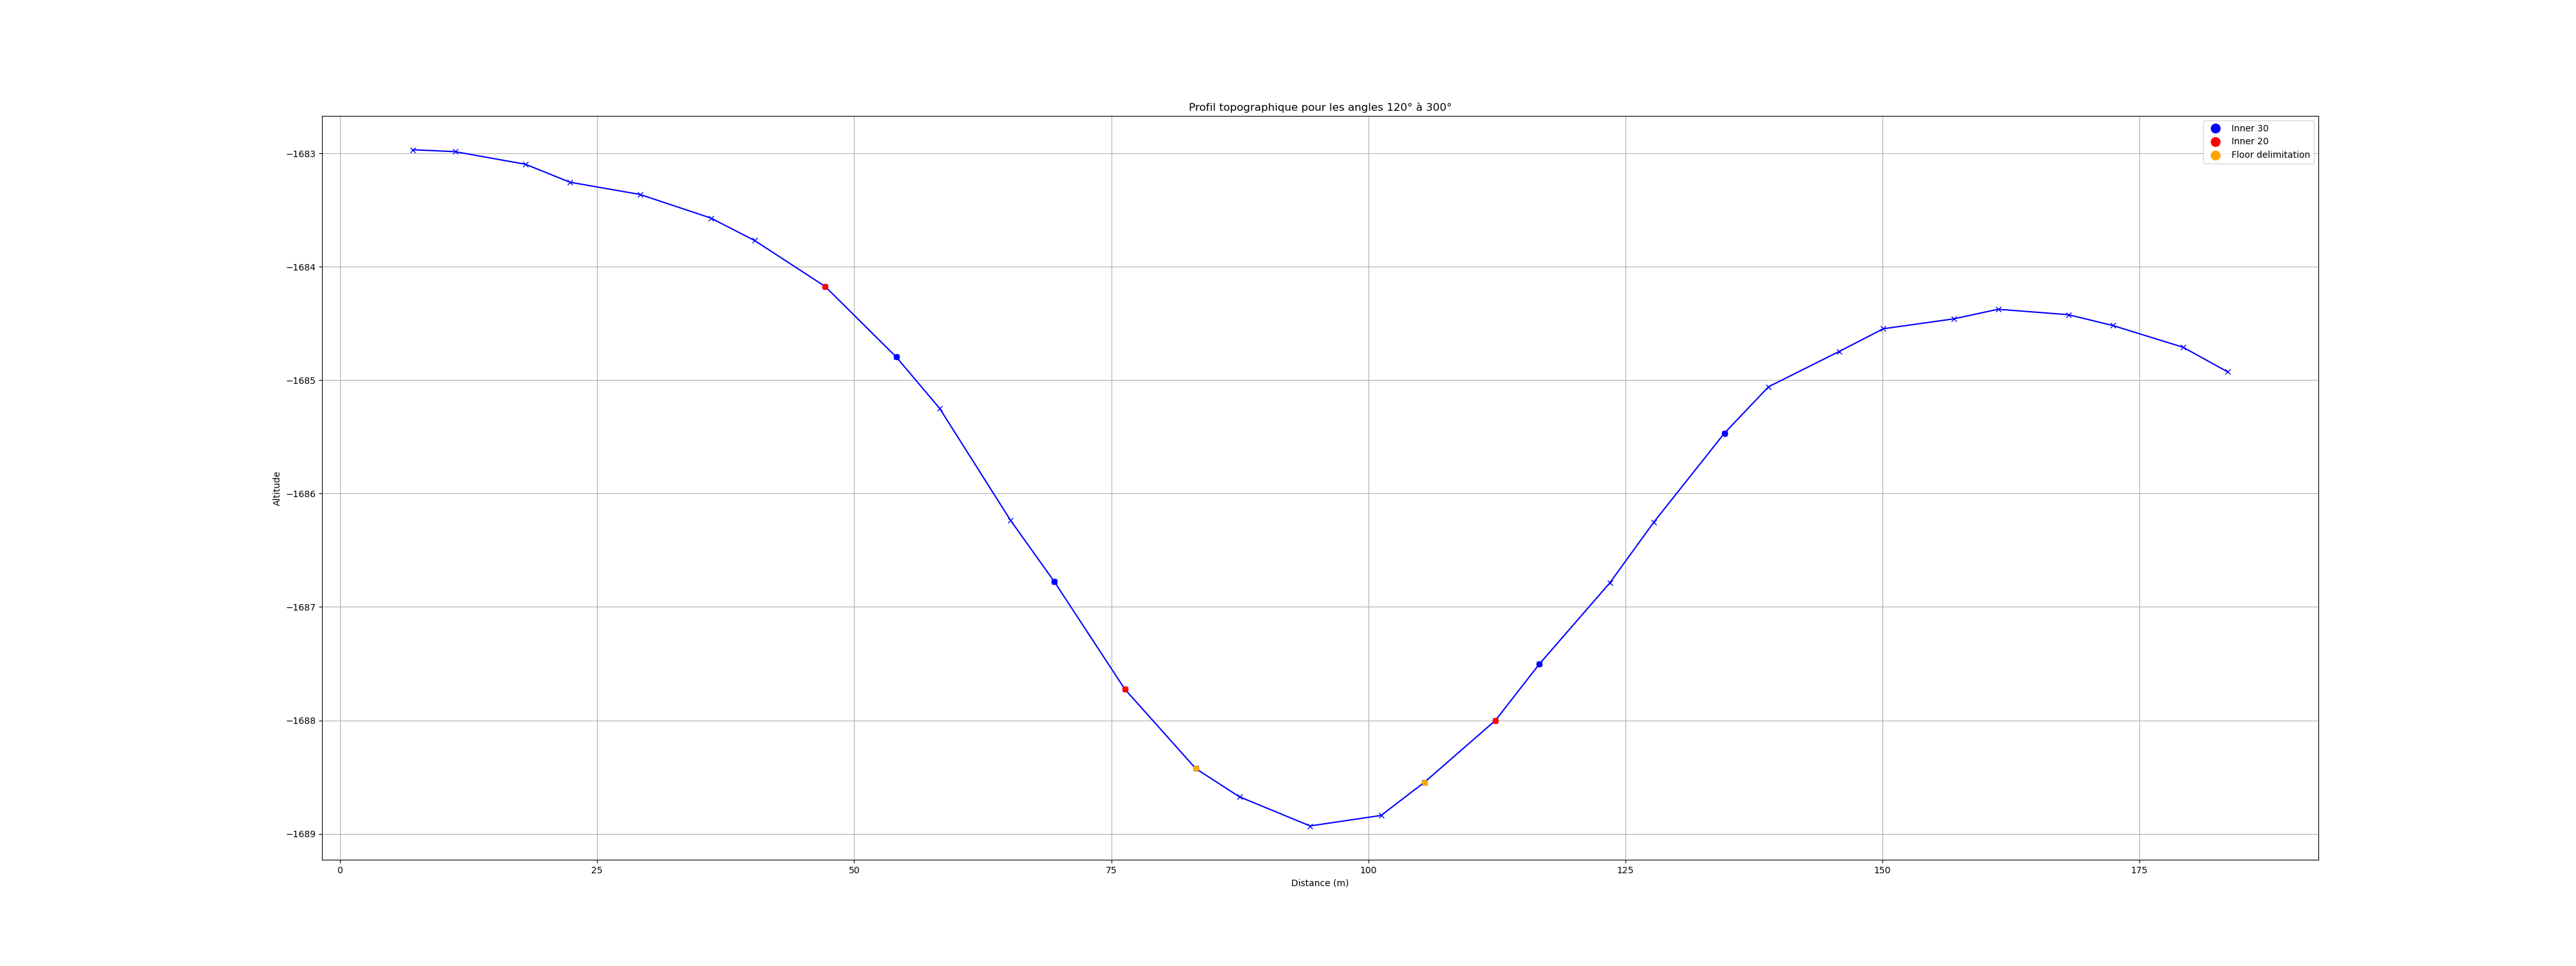 Profil topographique pour les angles 120° à 300°
Inner 30
Inner 20
Floor delimitation
Altitude
−1683
−1684
−1685
−1686
−1687
−1688
−1689
0
25
50
75
100
125
150
175
Distance (m)